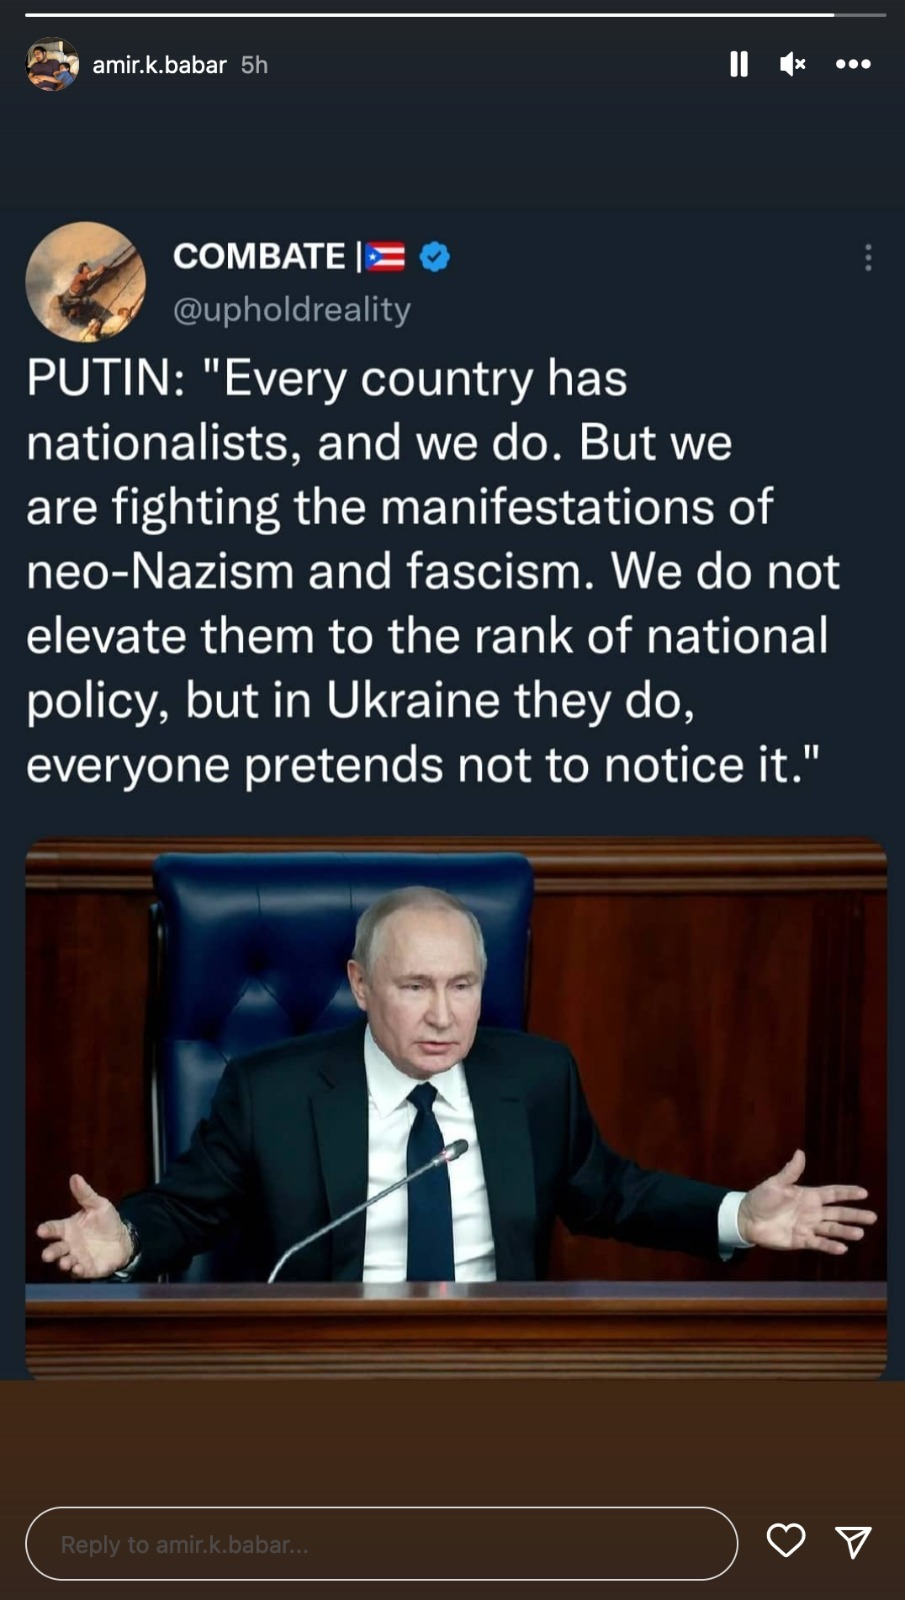 amir.k.babar 5h
COMBATE |🇵🇷
@upholdreality
PUTIN: "Every country has
nationalists, and we do. But we
are fighting the manifestations of
neo-Nazism and fascism. We do not
elevate them to the rank of national
policy, but in Ukraine they do,
everyone pretends not to notice it."
Reply to amir.k.babar...